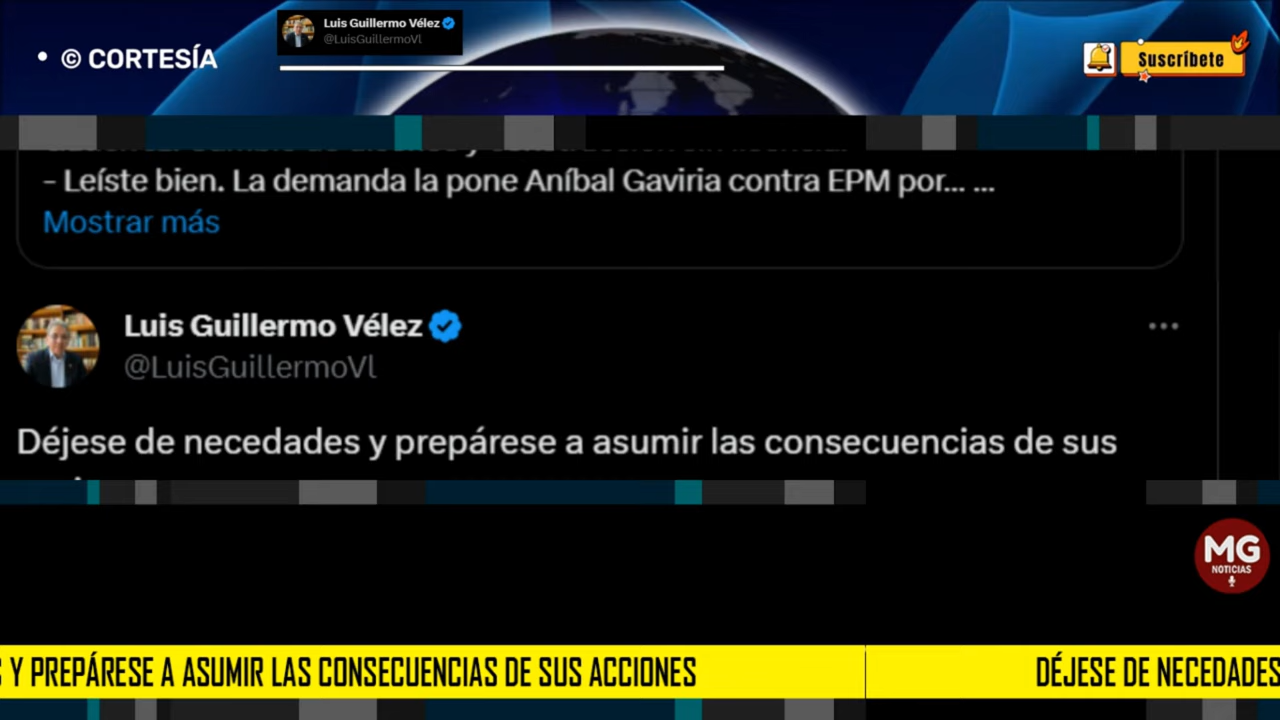 • © CORTESÍA
Luis Guillermo Vélez
@LuisGuillermoVl
Suscríbete
- Leíste bien. La demanda la pone Aníbal Gaviria contra EPM por... ...
Mostrar más
Luis Guillermo Vélez
@LuisGuillermoVl
Déjese de necedades y prepárese a asumir las consecuencias de sus
MG
NOTICIAS
Y PREPÁRESE A ASUMIR LAS CONSECUENCIAS DE SUS ACCIONES
DÉJESE DE NECEDADES